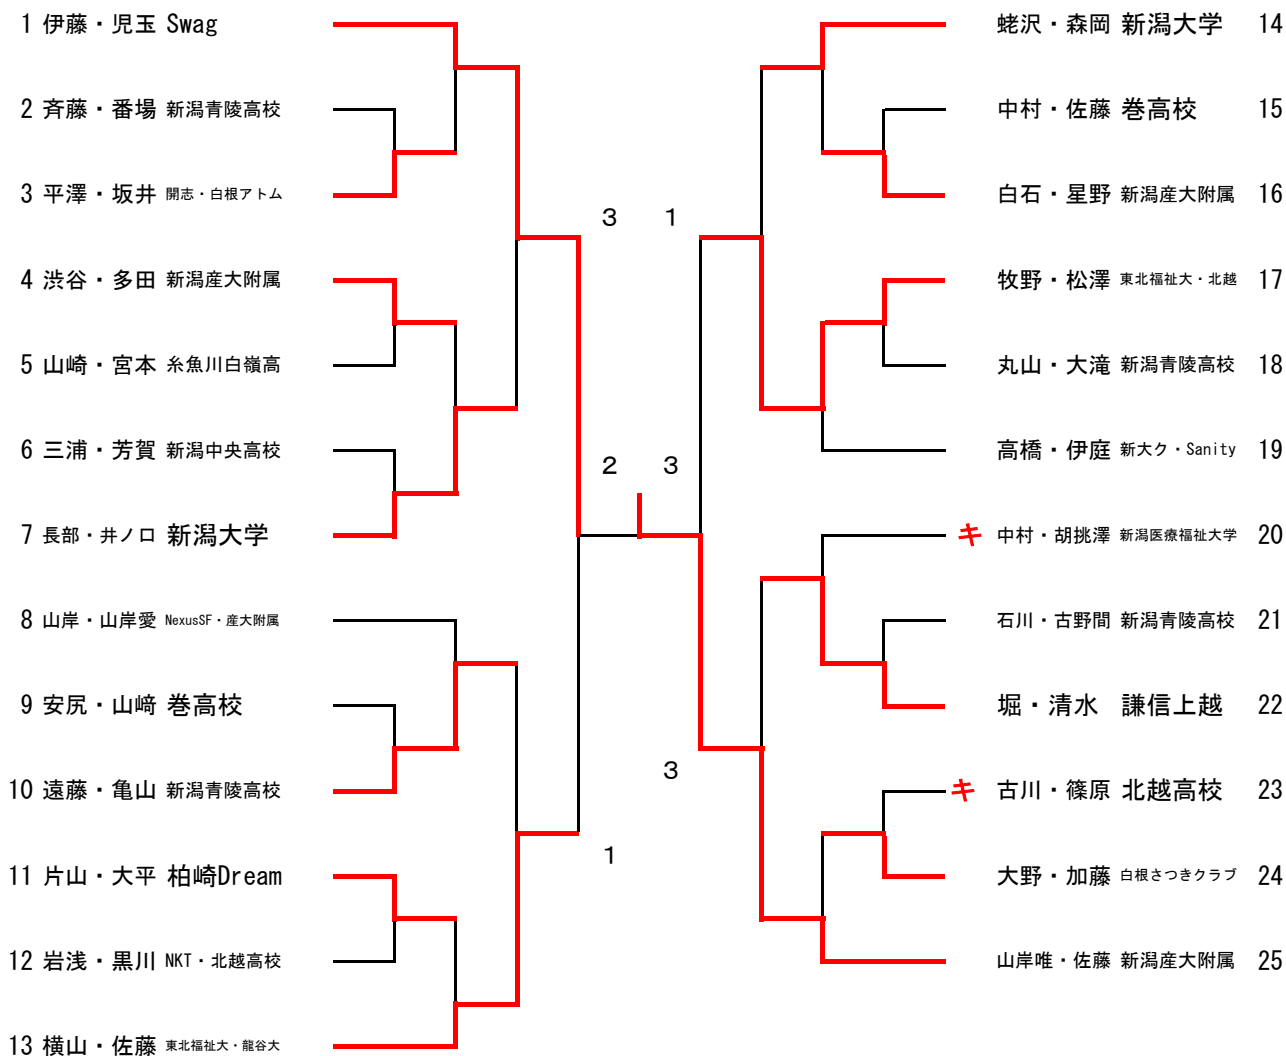 1 伊藤・児玉 Swag
2 斉藤・番場 新潟青陵高校
3 平澤・坂井 開志・白根アトム
4 渋谷・多田 新潟産大附属
5 山崎・宮本 糸魚川白嶺高
6 三浦・芳賀 新潟中央高校
7 長部・井ノ口 新潟大学
8 山岸・山岸愛 NexusSF・産大附属
9 安尻・山﨑 巻高校
10 遠藤・亀山 新潟青陵高校
11 片山・大平 柏崎Dream
12 岩浅・黒川 NKT・北越高校
13 横山・佐藤 東北福祉大・龍谷大
3 1
2 3
3
1
蛯沢・森岡 新潟大学 14
中村・佐藤 巻高校 15
白石・星野 新潟産大附属 16
牧野・松澤 東北福祉大・北越 17
丸山・大滝 新潟青陵高校 18
高橋・伊庭 新大ク・Sanity 19
キ 中村・胡桃澤 新潟医療福祉大学 20
石川・古野間 新潟青陵高校 21
堀・清水 謙信上越 22
キ 古川・篠原 北越高校 23
大野・加藤 白根さつきクラブ 24
山岸唯・佐藤 新潟産大附属 25